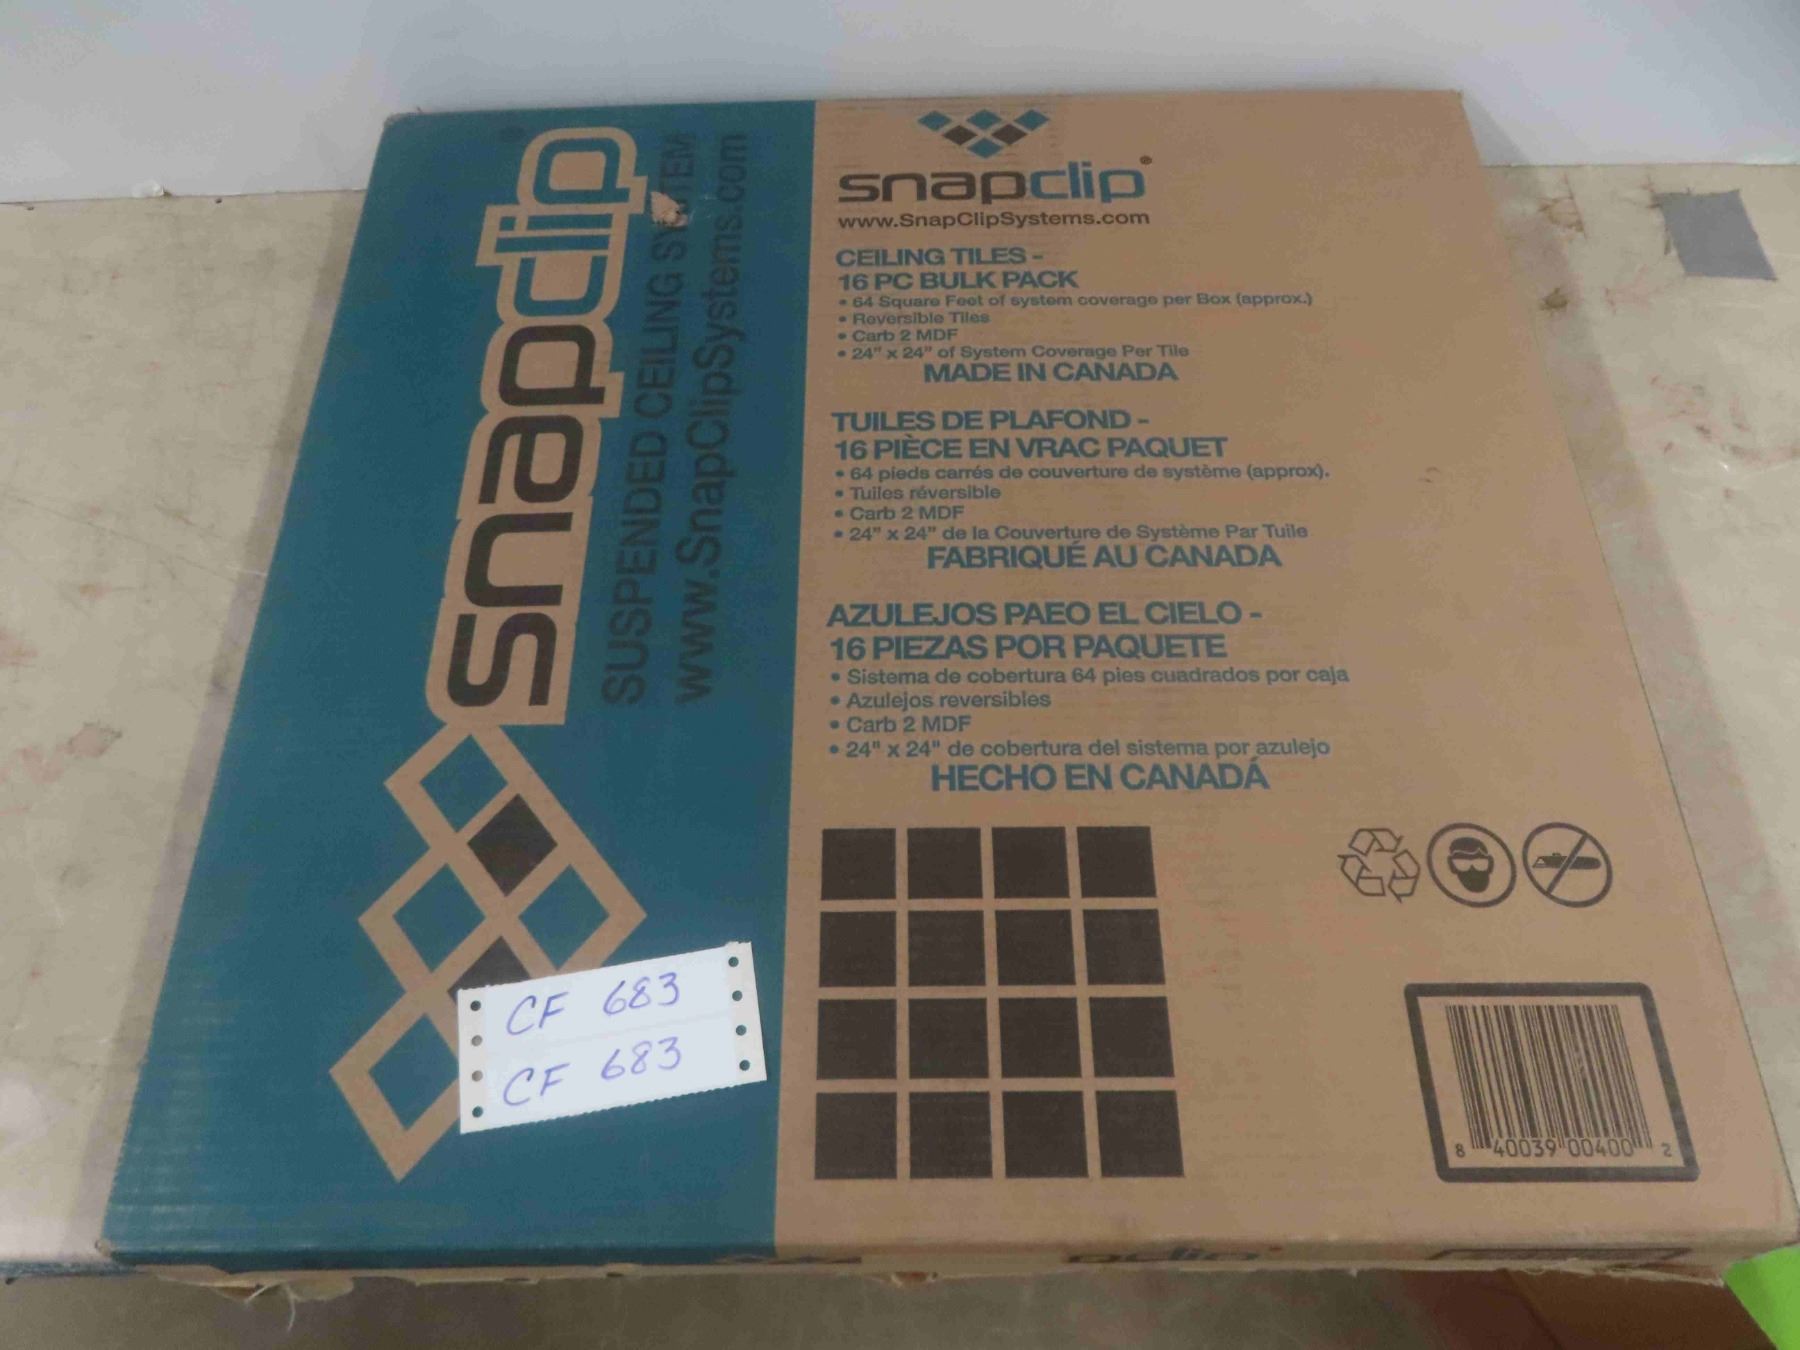 snapclip
SUSPENDED CEILING SYSTEM
www.SnapClipSystems.com
snapclip®
www.SnapClipSystems.com
CEILING TILES -
16 PC BULK PACK
• 64 Square Feet of system coverage per Box (approx.)
• Reversible Tiles
• Carb 2 MDF
• 24" x 24" of System Coverage Per Tile
MADE IN CANADA
TUILES DE PLAFOND -
16 PIÈCE EN VRAC PAQUET
• 64 pieds carrés de couverture de système (approx).
• Tuiles réversible
• Carb 2 MDF
• 24" x 24" de la Couverture de Système Par Tuile
FABRIQUÉ AU CANADA
AZULEJOS PAEO EL CIELO -
16 PIEZAS POR PAQUETE
• Sistema de cobertura 64 pies cuadrados por caja
• Azulejos reversibles
• Carb 2 MDF
• 24" x 24" de cobertura del sistema por azulejo
HECHO EN CANADÁ
CF 683
CF 683
8 40039 00400 2